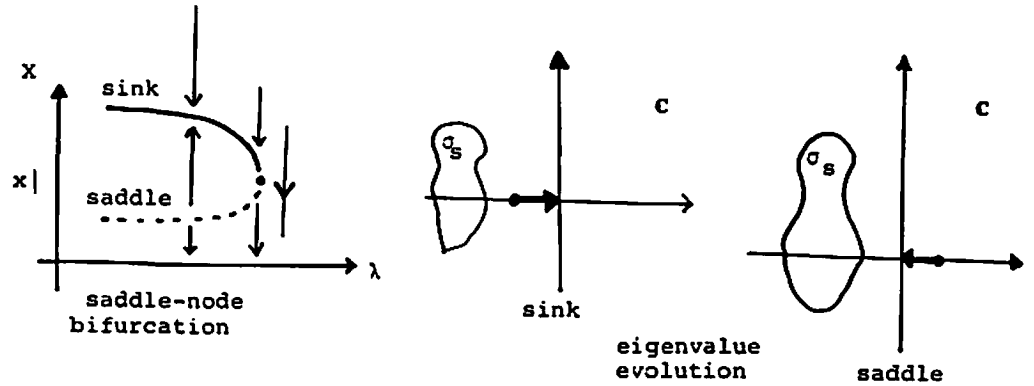 X
sink
x|
saddle
λ
saddle-node
bifurcation
σs
C
sink
σs
C
saddle
eigenvalue
evolution